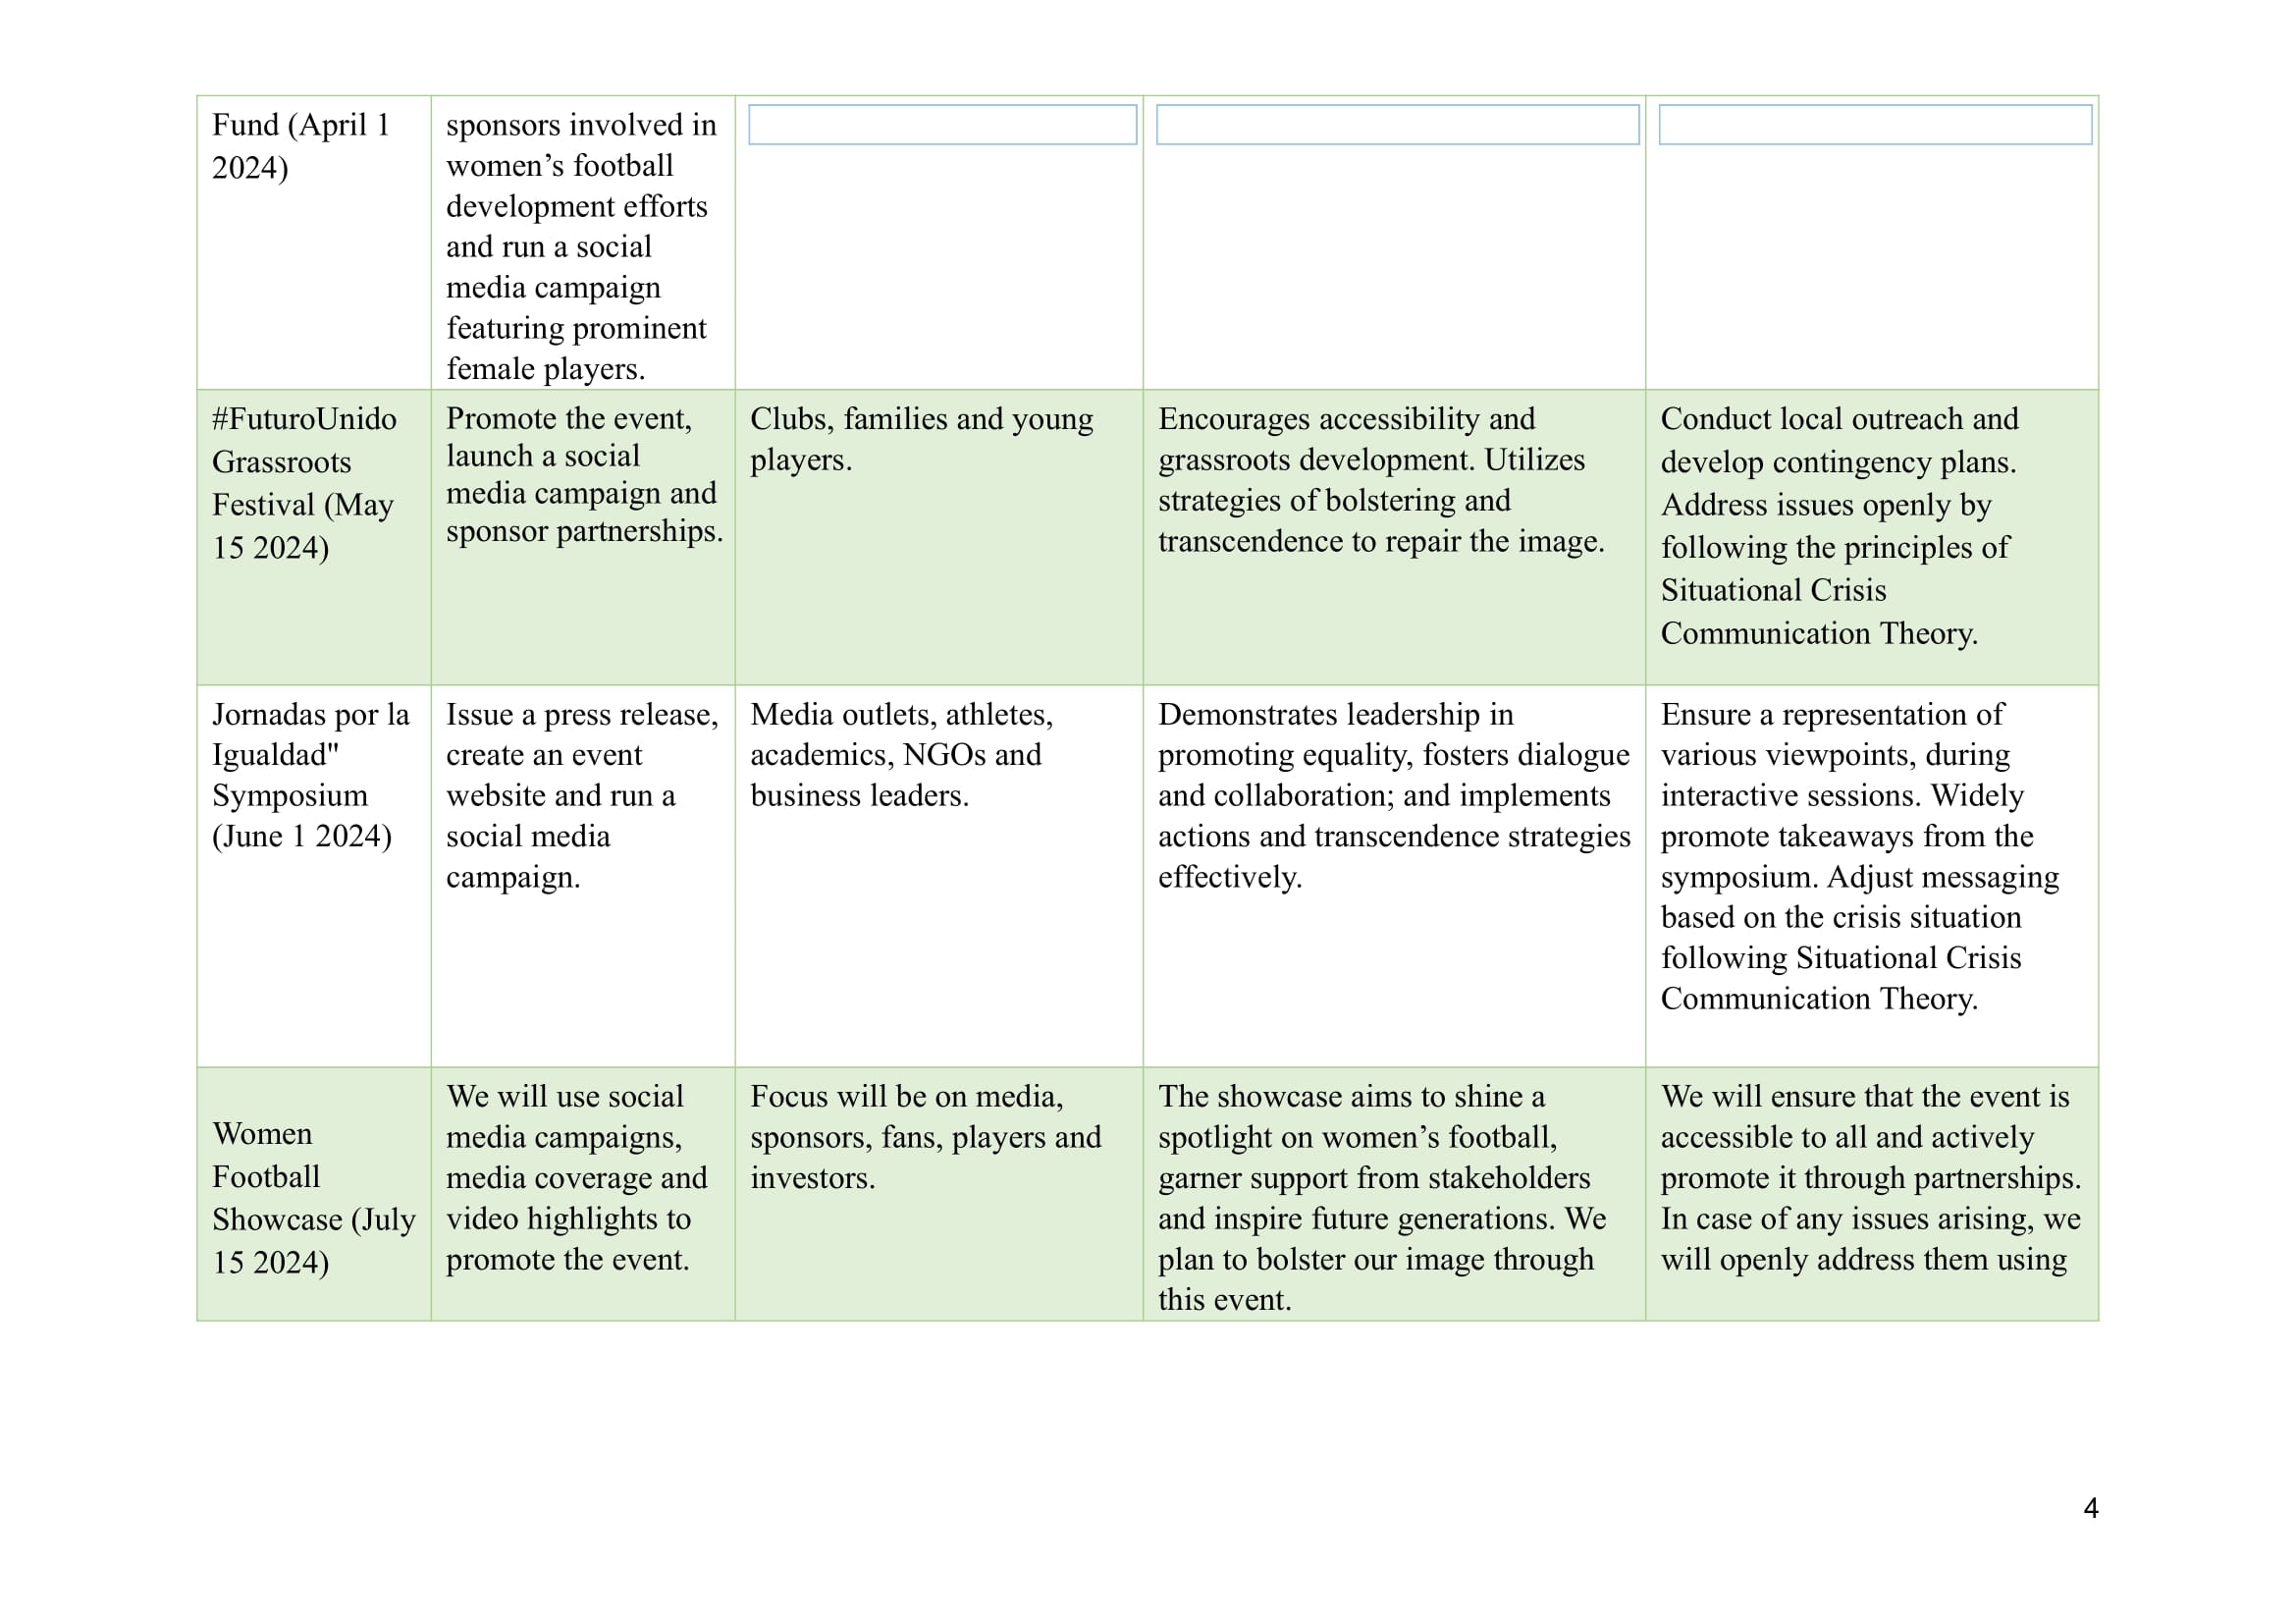 Fund (April 1
2024)
sponsors involved in
women’s football
development efforts
and run a social
media campaign
featuring prominent
female players.
#FuturoUnido
Grassroots
Festival (May
15 2024)
Promote the event,
launch a social
media campaign and
sponsor partnerships.
Clubs, families and young
players.
Encourages accessibility and
grassroots development. Utilizes
strategies of bolstering and
transcendence to repair the image.
Conduct local outreach and
develop contingency plans.
Address issues openly by
following the principles of
Situational Crisis
Communication Theory.
Jornadas por la
Igualdad"
Symposium
(June 1 2024)
Issue a press release,
create an event
website and run a
social media
campaign.
Media outlets, athletes,
academics, NGOs and
business leaders.
Demonstrates leadership in
promoting equality, fosters dialogue
and collaboration; and implements
actions and transcendence strategies
effectively.
Ensure a representation of
various viewpoints, during
interactive sessions. Widely
promote takeaways from the
symposium. Adjust messaging
based on the crisis situation
following Situational Crisis
Communication Theory.
Women
Football
Showcase (July
15 2024)
We will use social
media campaigns,
media coverage and
video highlights to
promote the event.
Focus will be on media,
sponsors, fans, players and
investors.
The showcase aims to shine a
spotlight on women’s football,
garner support from stakeholders
and inspire future generations. We
plan to bolster our image through
this event.
We will ensure that the event is
accessible to all and actively
promote it through partnerships.
In case of any issues arising, we
will openly address them using
4